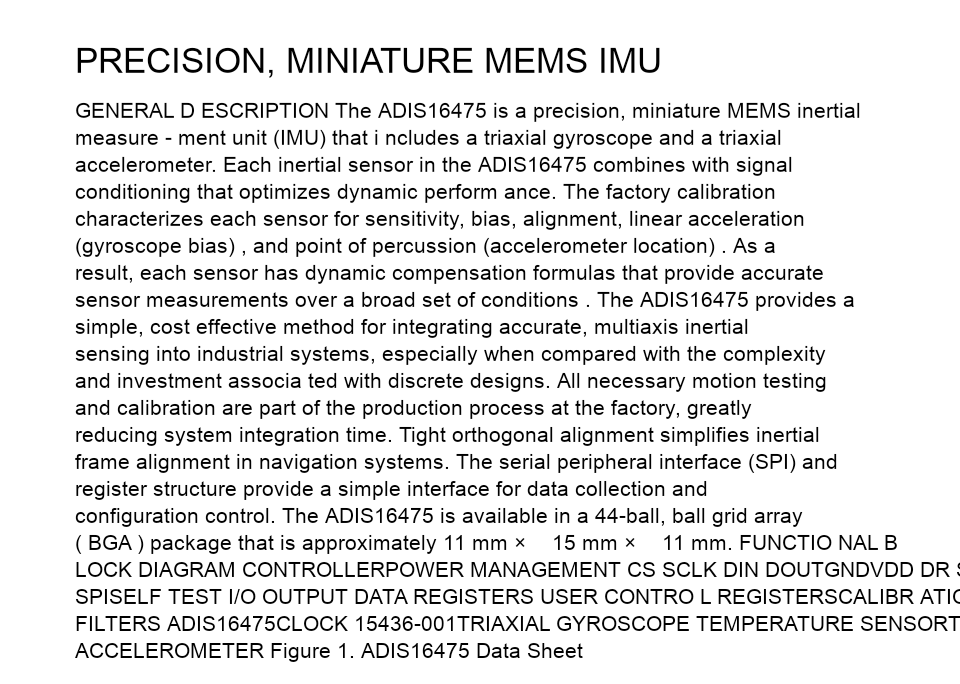 PRECISION, MINIATURE MEMS IMU
GENERAL D ESCRIPTION The ADIS16475 is a precision, miniature MEMS inertial
measure - ment unit (IMU) that i ncludes a triaxial gyroscope and a triaxial
accelerometer. Each inertial sensor in the ADIS16475 combines with signal
conditioning that optimizes dynamic perform ance. The factory calibration
characterizes each sensor for sensitivity, bias, alignment, linear acceleration
(gyroscope bias) , and point of percussion (accelerometer location) . As a
result, each sensor has dynamic compensation formulas that provide accurate
sensor measurements over a broad set of conditions . The ADIS16475 provides a
simple, cost effective method for integrating accurate, multiaxis inertial
sensing into industrial systems, especially when compared with the complexity
and investment associa ted with discrete designs. All necessary motion testing
and calibration are part of the production process at the factory, greatly
reducing system integration time. Tight orthogonal alignment simplifies inertial
frame alignment in navigation systems. The serial peripheral interface (SPI) and
register structure provide a simple interface for data collection and
configuration control. The ADIS16475 is available in a 44-ball, ball grid array
( BGA ) package that is approximately 11 mm × 15 mm × 11 mm. FUNCTIO NAL B
LOCK DIAGRAM CONTROLLERPOWER MANAGEMENT CS SCLK DIN DOUTGNDVDD DR
SPISELF TEST I/O OUTPUT DATA REGISTERS USER CONTRO L REGISTERSCALIBR
FILTERS ADIS16475CLOCK 15436-001TRIAXIAL GYROSCOPE TEMPERATURE
ACCELEROMETER Figure 1. ADIS16475 Data Sheet